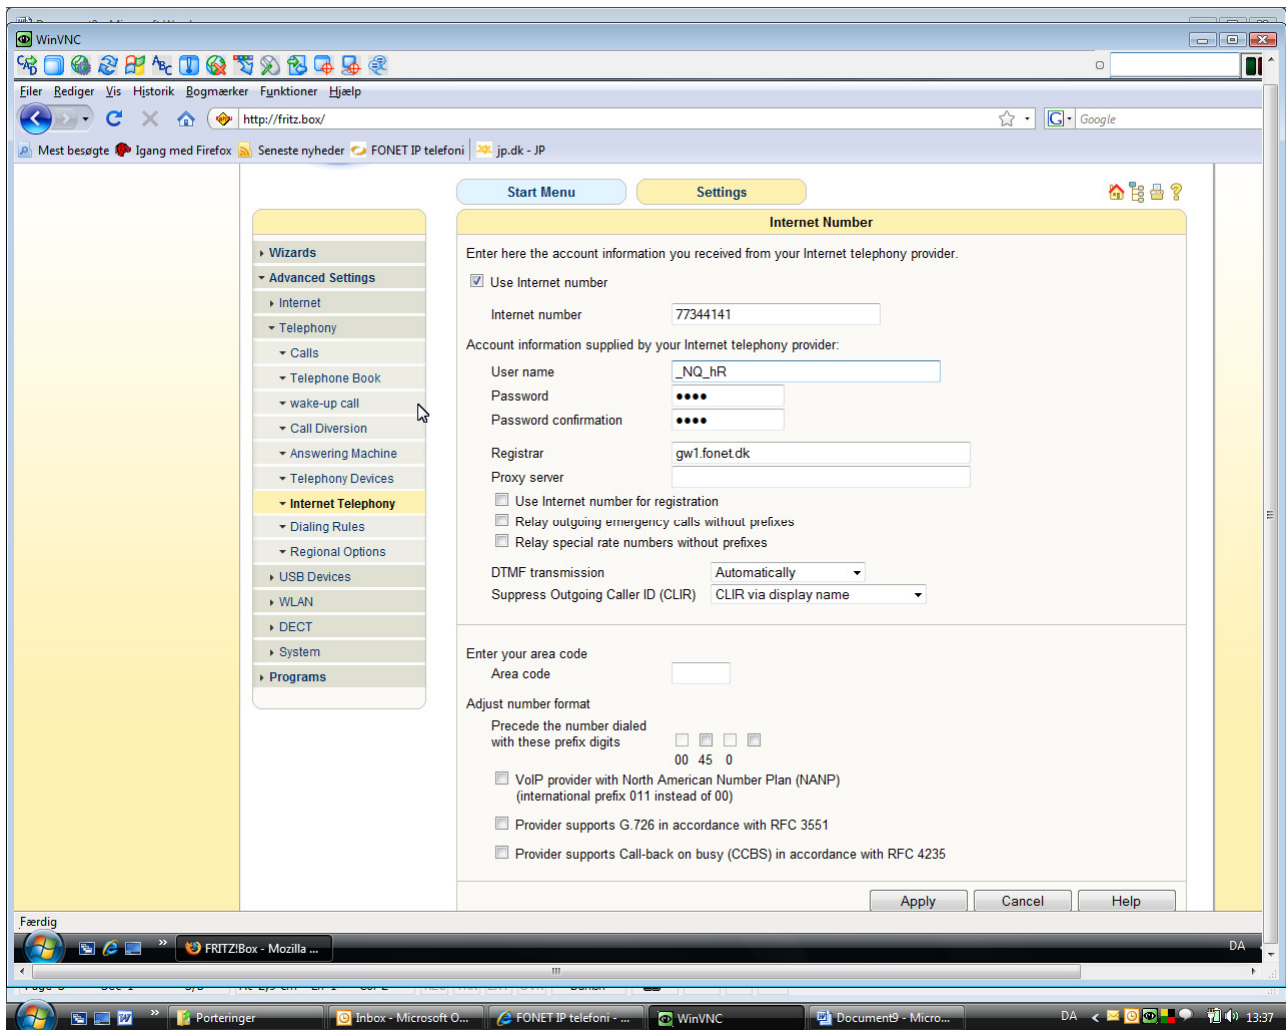 WinVNC
Filer Rediger Vis Historik Bogmærker Funktioner Hjælp
http://fritz.box/
Google
Mest besøgte Igang med Firefox Seneste nyheder FONET IP telefoni jp.dk - JP
Start Menu Settings
Internet Number
Wizards
Advanced Settings
Internet
Telephony
Calls
Telephone Book
wake-up call
Call Diversion
Answering Machine
Telephony Devices
Internet Telephony
Dialing Rules
Regional Options
USB Devices
WLAN
DECT
System
Programs
Enter here the account information you received from your Internet telephony provider.
Use Internet number
Internet number 77344141
Account information supplied by your Internet telephony provider:
User name _NQ_hR
Password ••••
Password confirmation ••••
Registrar gw1.fonet.dk
Proxy server
Use Internet number for registration
Relay outgoing emergency calls without prefixes
Relay special rate numbers without prefixes
DTMF transmission Automatically
Suppress Outgoing Caller ID (CLIR) CLIR via display name
Enter your area code
Area code
Adjust number format
Precede the number dialed
with these prefix digits
00 45 0
VoIP provider with North American Number Plan (NANP)
(international prefix 011 instead of 00)
Provider supports G.726 in accordance with RFC 3551
Provider supports Call-back on busy (CCBS) in accordance with RFC 4235
Apply Cancel Help
Færdig
FRITZ!Box - Mozilla ... DA
Porteringer Inbox - Microsoft O... FONET IP telefoni - ... WinVNC Document9 - Micro... DA 13:37